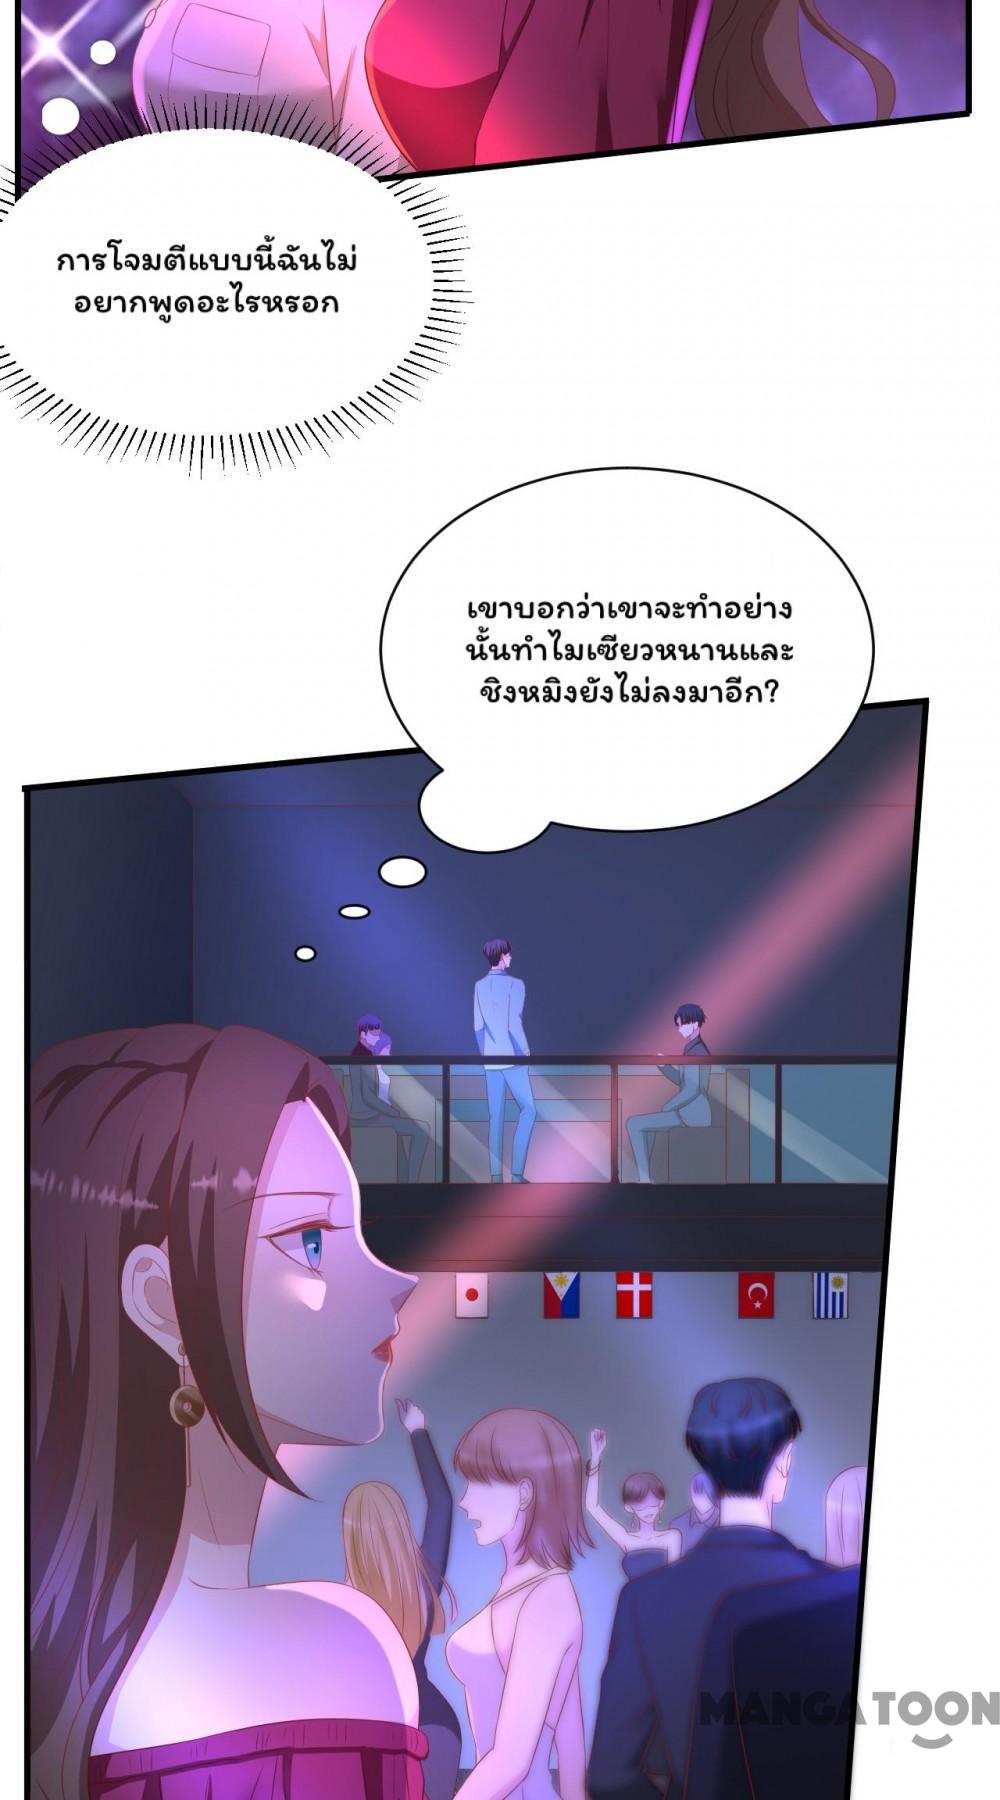 การโจมตีแบบนี้ฉันไม่
อยากพูดอะไรหรอก
เขาบอกว่าเขาจะทำอย่าง
นั้นทำไมเซียวหนานและ
ชิงหมิงยังไม่ลงมาอีก?
MANGATOON